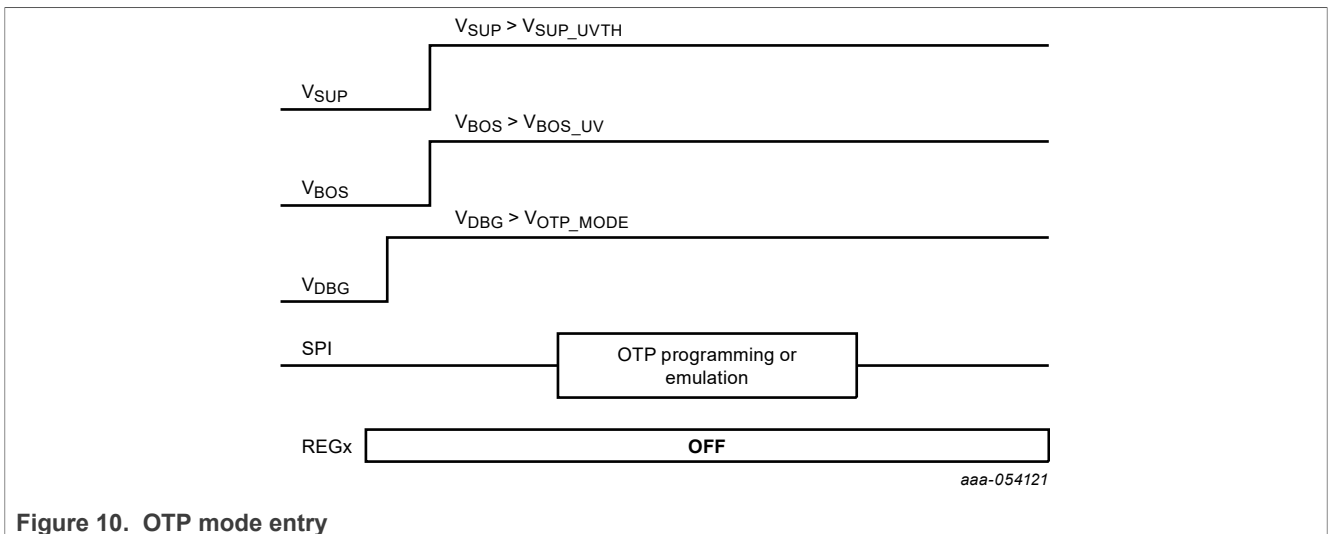 VSUP > VSUP_UVTH
VSUP
VBOS > VBOS_UV
VBOS
VDBG > VOTP_MODE
VDBG
SPI
OTP programming or
emulation
REGx
OFF
aaa-054121
Figure 10. OTP mode entry